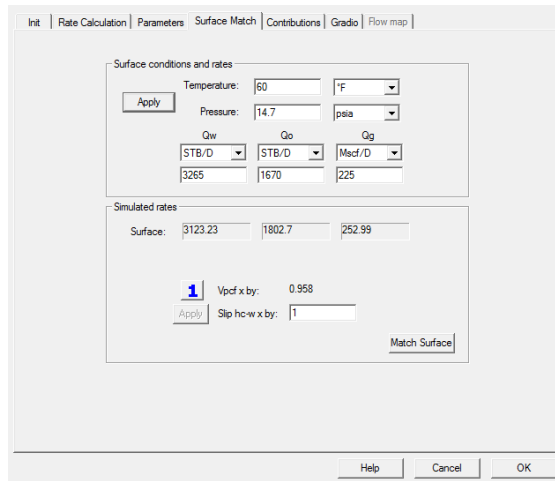 Init Rate Calculation Parameters Surface Match Contributions Gradio Flow map
Surface conditions and rates
Temperature: 60 °F
Apply
Pressure: 14.7 psia
Qw Qo Qg
STB/D STB/D Mscf/D
3265 1670 225
Simulated rates
Surface: 3123.23 1802.7 252.99
1 Vpcf x by: 0.958
Apply Slip hc-w x by: 1
Match Surface
Help Cancel OK